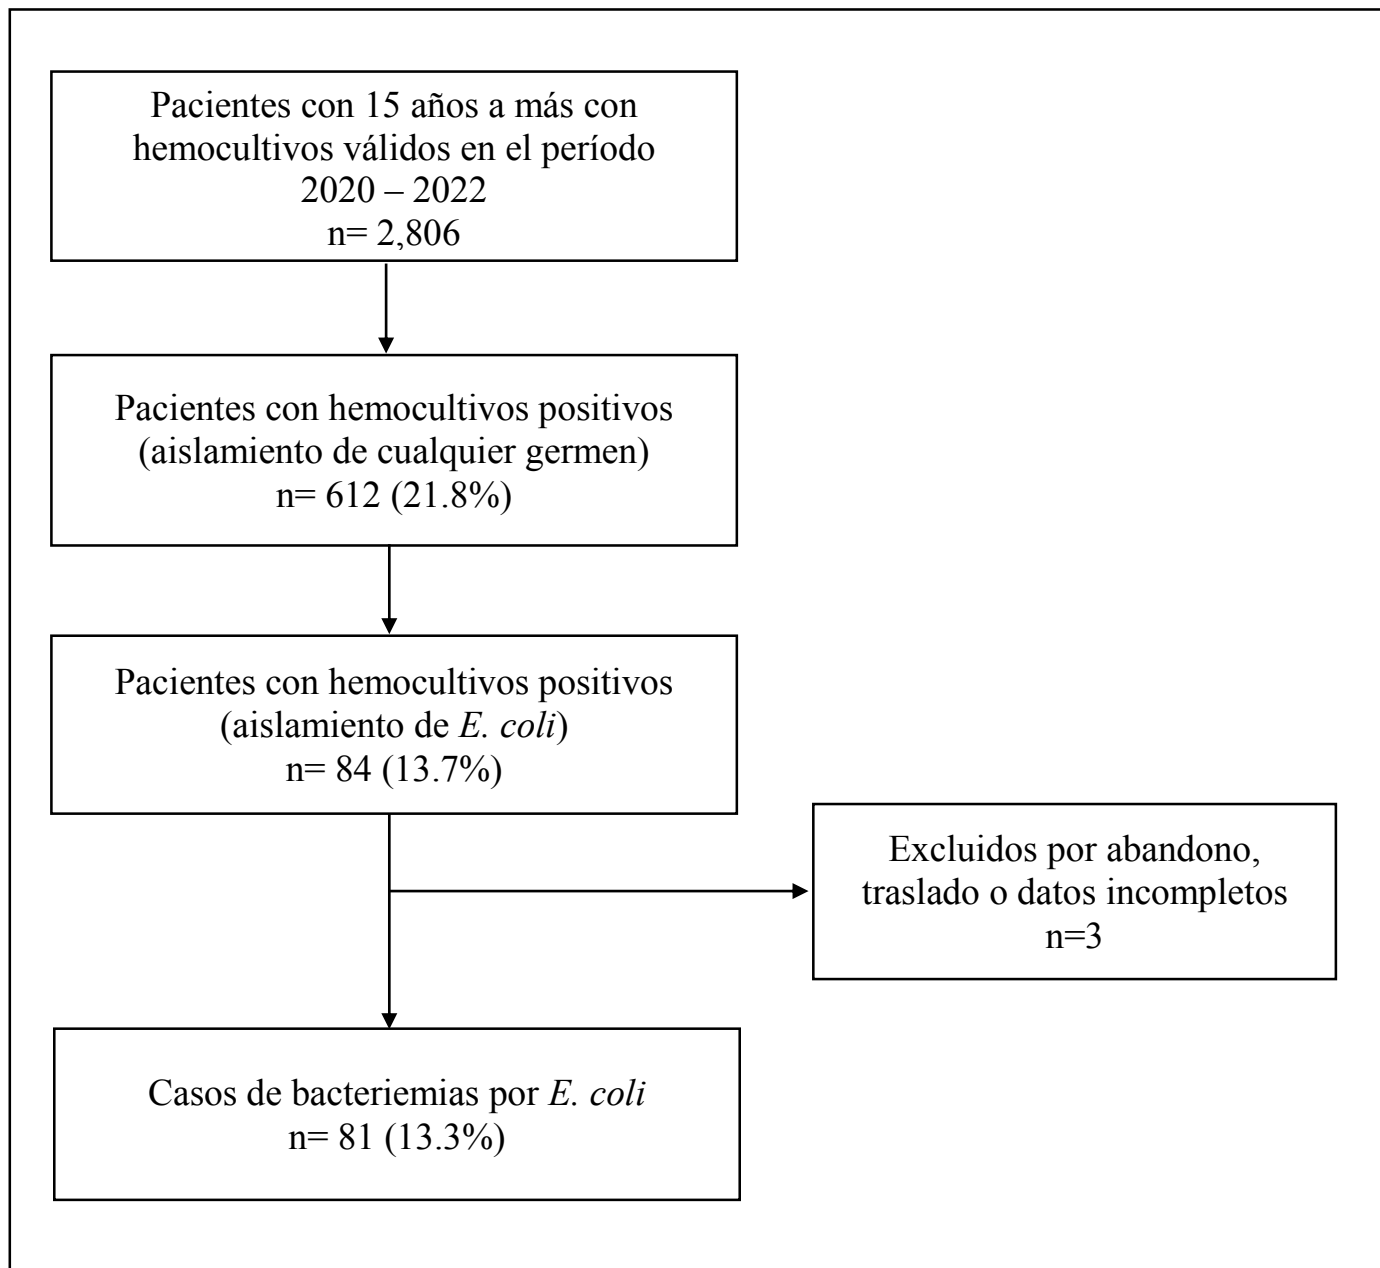 Pacientes con 15 años a más con
hemocultivos válidos en el período
2020 – 2022
n= 2,806
Pacientes con hemocultivos positivos
(aislamiento de cualquier germen)
n= 612 (21.8%)
Pacientes con hemocultivos positivos
(aislamiento de E. coli)
n= 84 (13.7%)
Excluidos por abandono,
traslado o datos incompletos
n=3
Casos de bacteriemias por E. coli
n= 81 (13.3%)